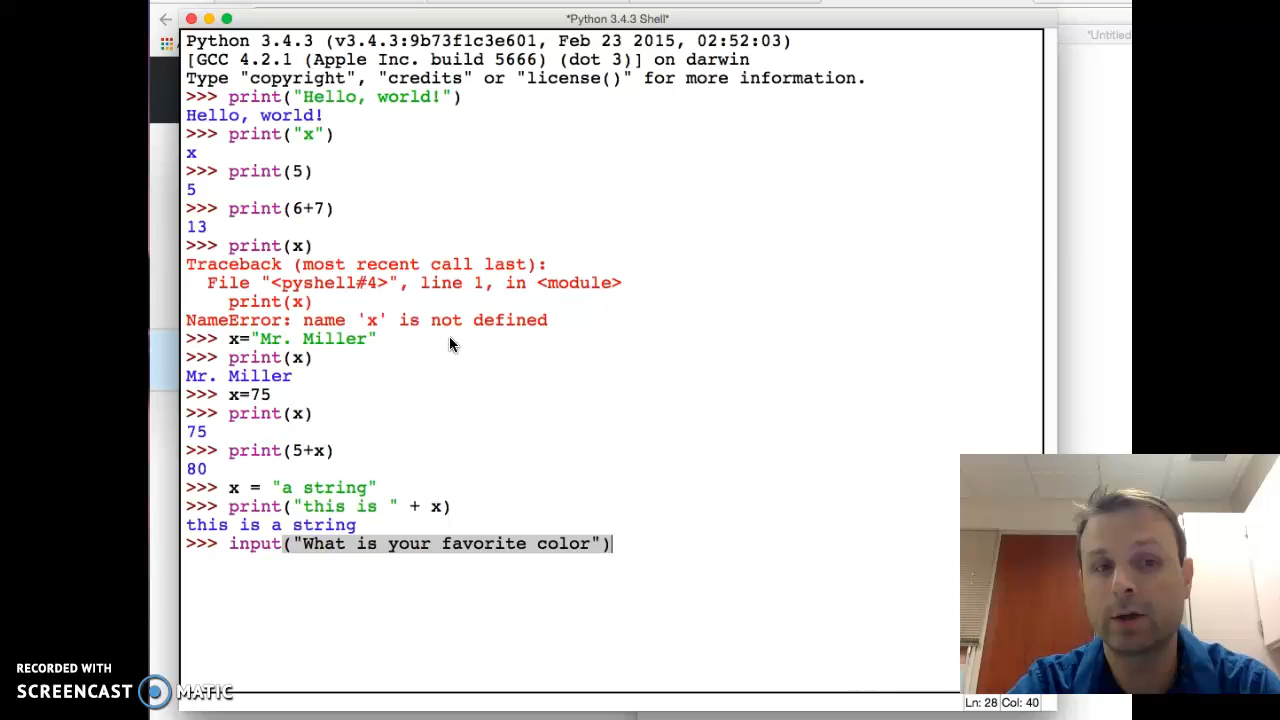 *Python 3.4.3 Shell*
*Untitled
Python 3.4.3 (v3.4.3:9b73f1c3e601, Feb 23 2015, 02:52:03)
[GCC 4.2.1 (Apple Inc. build 5666) (dot 3)] on darwin
Type "copyright", "credits" or "license()" for more information.
>>> print("Hello, world!")
Hello, world!
>>> print("x")
x
>>> print(5)
5
>>> print(6+7)
13
>>> print(x)
Traceback (most recent call last):
  File "<pyshell#4>", line 1, in <module>
    print(x)
NameError: name 'x' is not defined
>>> x="Mr. Miller"
>>> print(x)
Mr. Miller
>>> x=75
>>> print(x)
75
>>> print(5+x)
80
>>> x = "a string"
>>> print("this is " + x)
this is a string
>>> input("What is your favorite color")
RECORDED WITH
SCREENCAST MATIC
Ln: 28 Col: 40